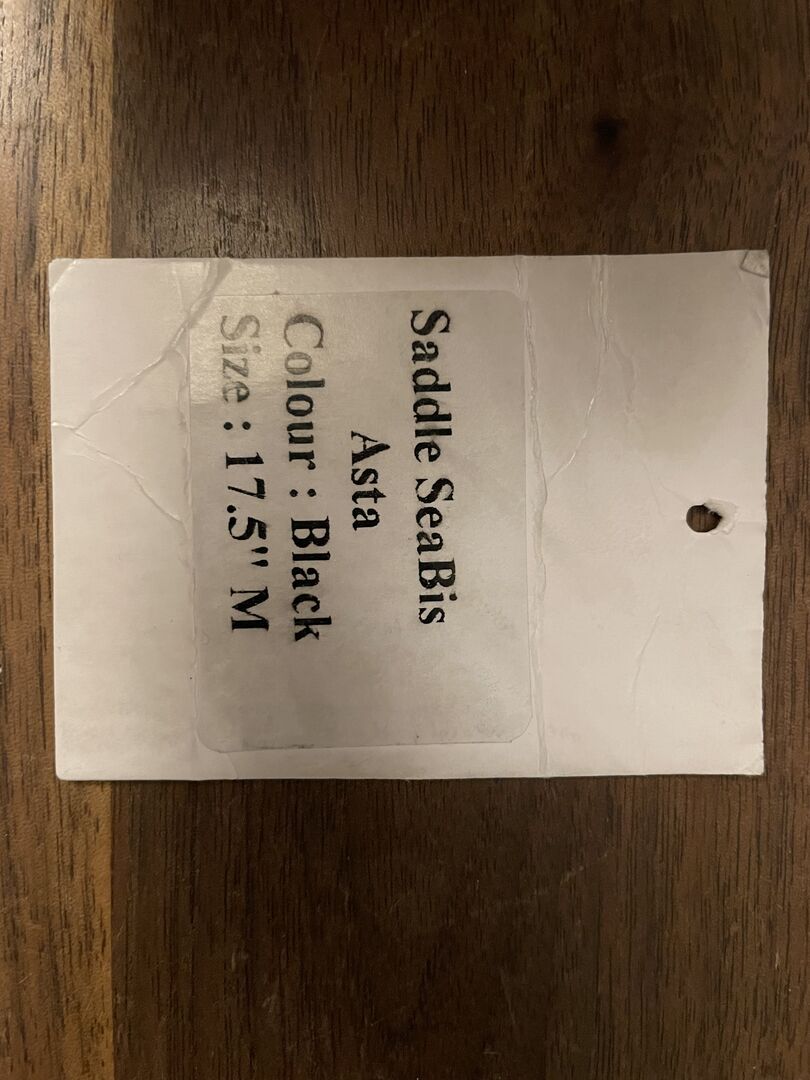 Saddle SeaBis
Asta
Colour : Black
Size : 17.5" M